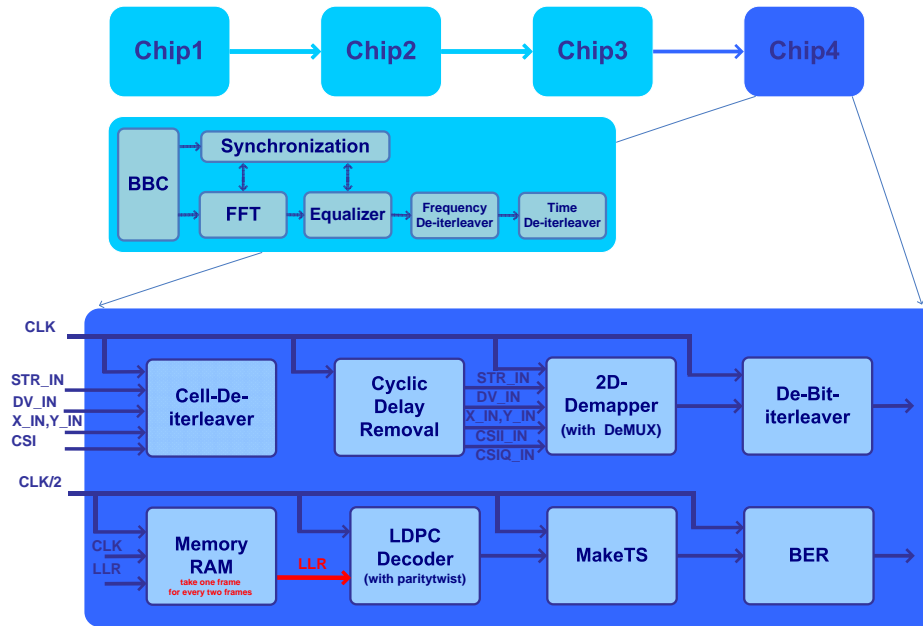 Chip1
Chip2
Chip3
Chip4
BBC
Synchronization
FFT
Equalizer
Frequency
De-iterleaver
Time
De-iterleaver
CLK
STR_IN
DV_IN
X_IN,Y_IN
CSI
Cell-De-
iterleaver
Cyclic
Delay
Removal
STR_IN
DV_IN
X_IN,Y_IN
CSII_IN
CSIQ_IN
2D-
Demapper
(with DeMUX)
De-Bit-
iterleaver
CLK/2
CLK
LLR
Memory
RAM
take one frame
for every two frames
LLR
LDPC
Decoder
(with paritytwist)
MakeTS
BER